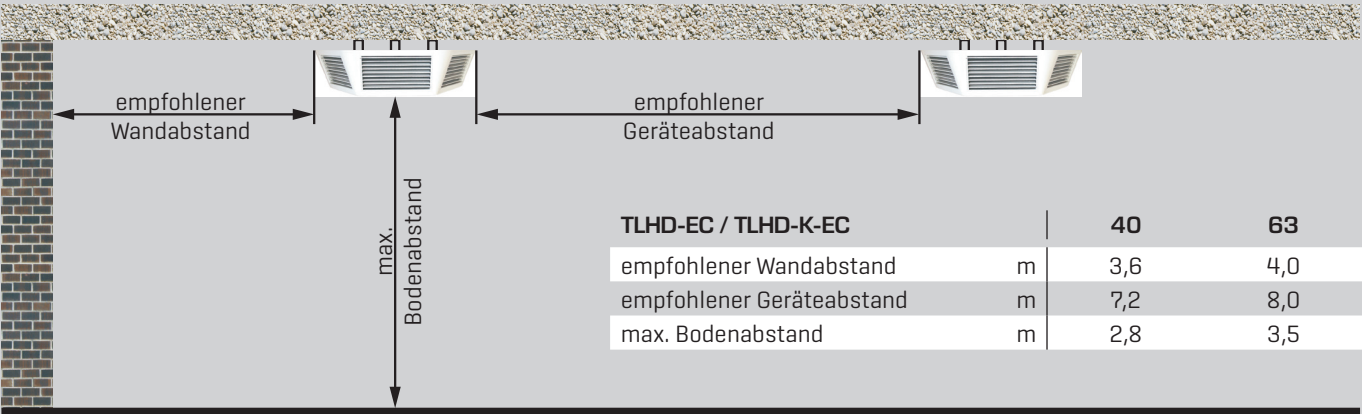 empfohlener
Wandabstand
empfohlener
Geräteabstand
max.
Bodenabstand
TLHD-EC / TLHD-K-EC 40 63
empfohlener Wandabstand m 3,6 4,0
empfohlener Geräteabstand m 7,2 8,0
max. Bodenabstand m 2,8 3,5